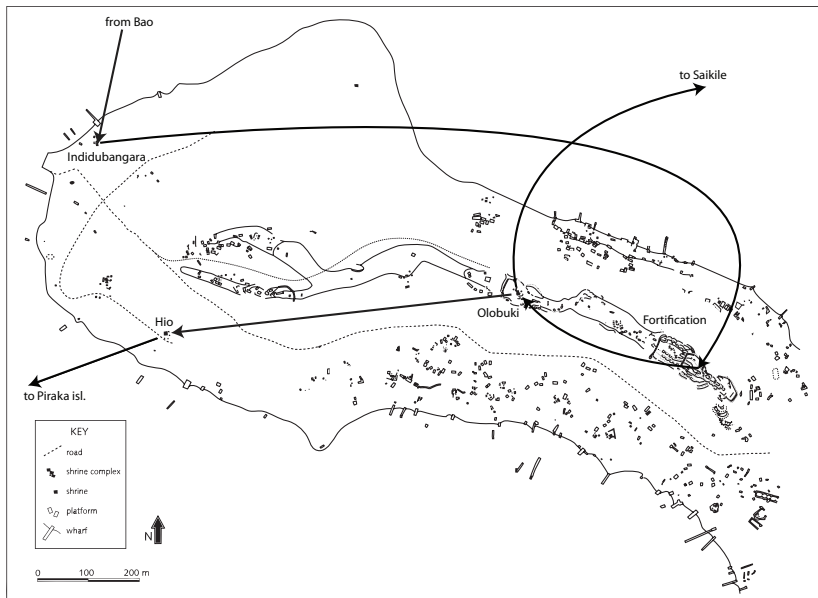 from Bao
to Saikile
Indidubangara
Olobuki
Fortification
Hio
to Piraka isl.
KEY
road
shrine complex
shrine
platform
wharf
N
0 100 200 m